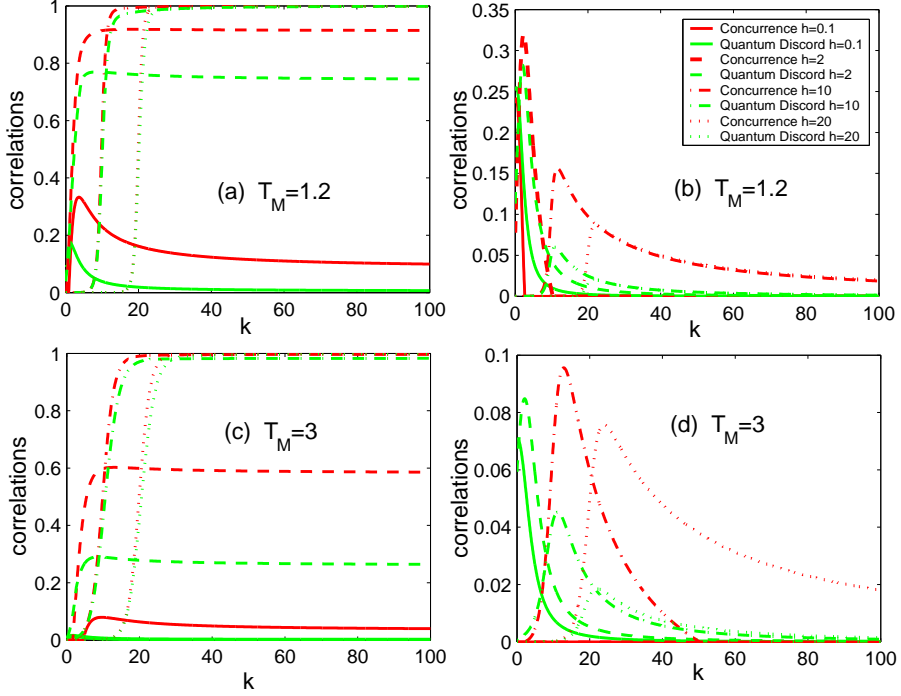 1
0.8
0.6
0.4
0.2
0
correlations
(a) T_M=1.2
0 20 40 60 80 100
k
0.35
0.3
0.25
0.2
0.15
0.1
0.05
0
correlations
Concurrence h=0.1
Quantum Discord h=0.1
Concurrence h=2
Quantum Discord h=2
Concurrence h=10
Quantum Discord h=10
Concurrence h=20
Quantum Discord h=20
(b) T_M=1.2
0 20 40 60 80 100
k
1
0.8
0.6
0.4
0.2
0
correlations
(c) T_M=3
0 20 40 60 80 100
k
0.1
0.08
0.06
0.04
0.02
0
correlations
(d) T_M=3
0 20 40 60 80 100
k